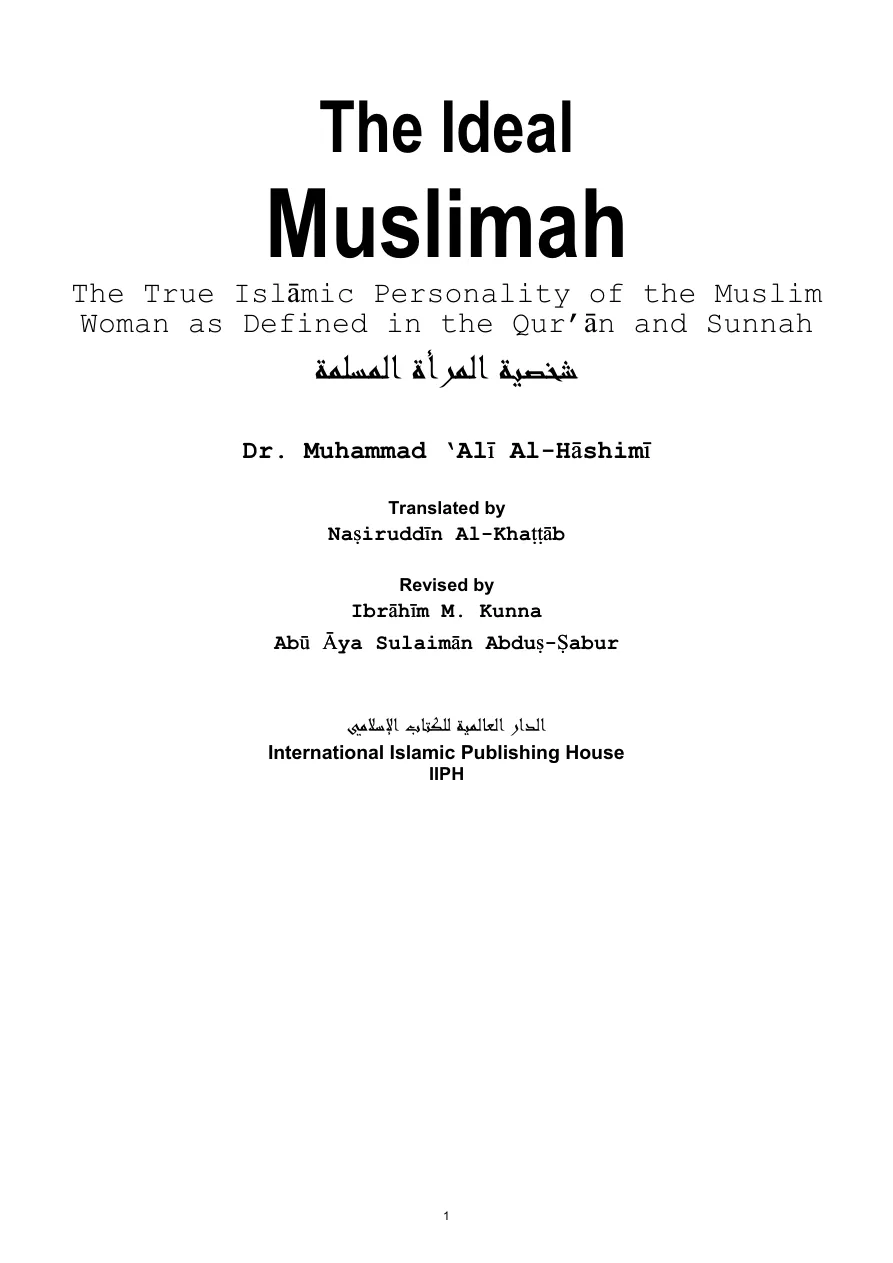 The Ideal
Muslimah
The True Islāmic Personality of the Muslim
Woman as Defined in the Qur’ān and Sunnah
شخصية المرأة المسلمة
Dr. Muhammad ‘Alī Al-Hāshimī
Translated by
Naṣiruddīn Al-Khaṭṭāb
Revised by
Ibrāhīm M. Kunna
Abū Āya Sulaimān Abduṣ-Ṣabur
الدار العالمية للكتاب الإسلامي
International Islamic Publishing House
IIPH
1